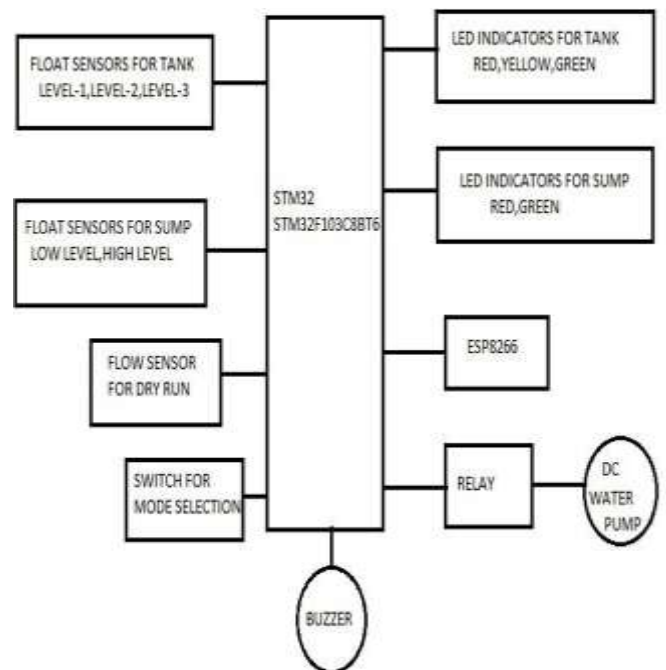 FLOAT SENSORS FOR TANK
LEVEL-1,LEVEL-2,LEVEL-3
FLOAT SENSORS FOR SUMP
LOW LEVEL,HIGH LEVEL
FLOW SENSOR
FOR DRY RUN
SWITCH FOR
MODE SELECTION
STM32
STM32F103C8BT6
LED INDICATORS FOR TANK
RED,YELLOW,GREEN
LED INDICATORS FOR SUMP
RED,GREEN
ESP8266
RELAY
DC
WATER
PUMP
BUZZER